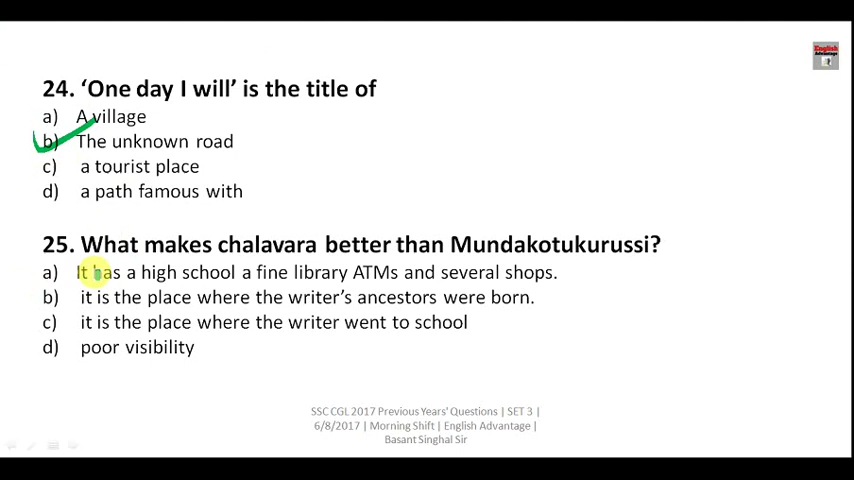 English
Advantage
24. ‘One day I will’ is the title of
a) A village
b) The unknown road
c) a tourist place
d) a path famous with
25. What makes chalavara better than Mundakotukurussi?
a) It has a high school a fine library ATMs and several shops.
b) it is the place where the writer’s ancestors were born.
c) it is the place where the writer went to school
d) poor visibility
SSC CGL 2017 Previous Years' Questions | SET 3 |
6/8/2017 | Morning Shift | English Advantage |
Basant Singhal Sir